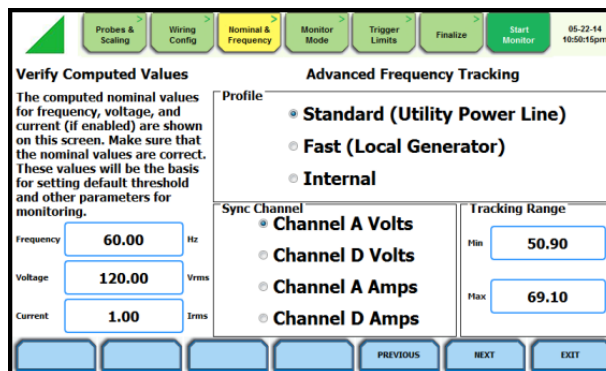 Probes &
Scaling
>
Wiring
Config
>
Nominal &
Frequency
>
Monitor
Mode
>
Trigger
Limits
>
Finalize
>
Start
Monitor
05-22-14
10:50:15pm
Verify Computed Values
The computed nominal values
for frequency, voltage, and
current (if enabled) are shown
on this screen. Make sure that
the nominal values are correct.
These values will be the basis
for setting default threshold
and other parameters for
monitoring.
Frequency 60.00 Hz
Voltage 120.00 Vrms
Current 1.00 Irms
Advanced Frequency Tracking
Profile
Standard (Utility Power Line)
Fast (Local Generator)
Internal
Sync Channel
Channel A Volts
Channel D Volts
Channel A Amps
Channel D Amps
Tracking Range
Min 50.90
Max 69.10
PREVIOUS
NEXT
EXIT